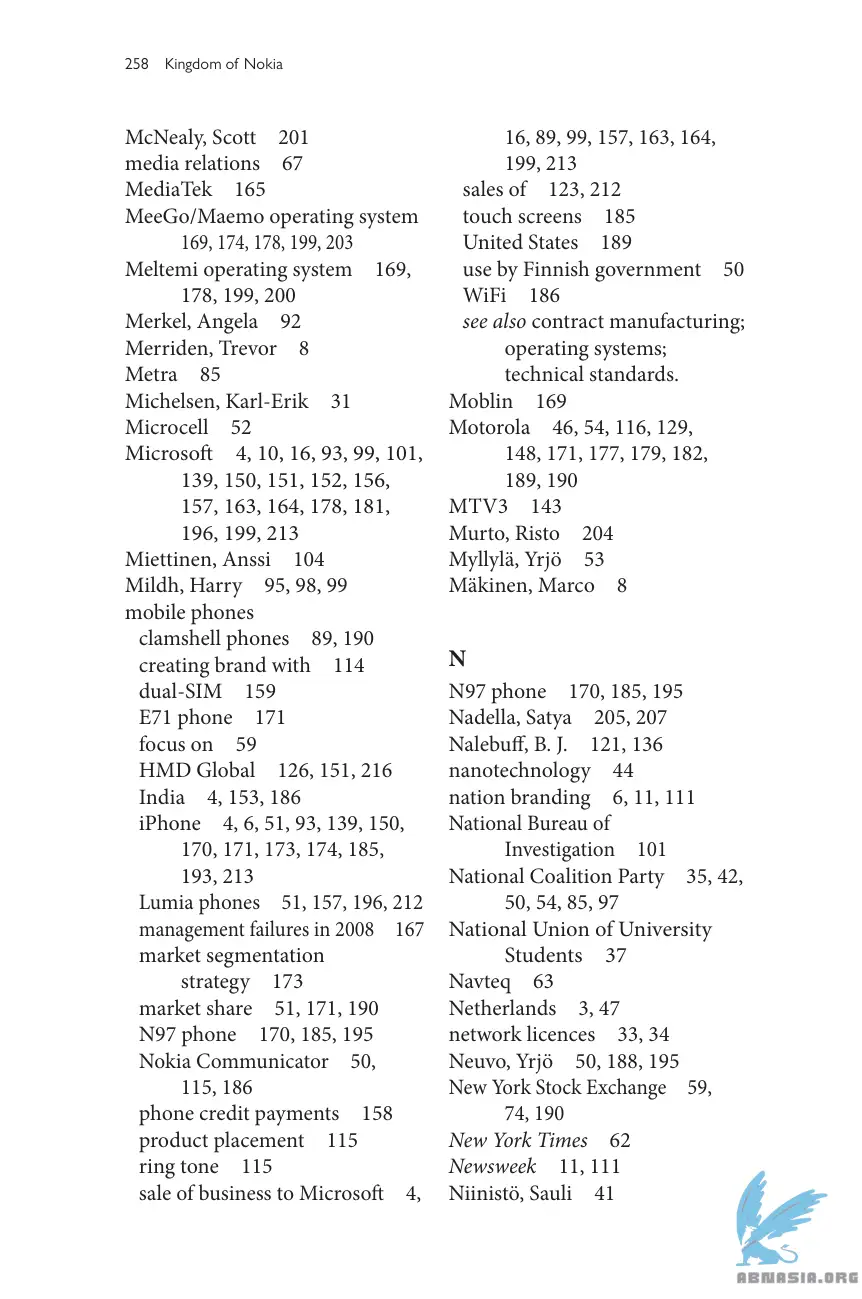 258 Kingdom of Nokia
McNealy, Scott 201
media relations 67
MediaTek 165
MeeGo/Maemo operating system
169, 174, 178, 199, 203
Meltemi operating system 169,
178, 199, 200
Merkel, Angela 92
Merriden, Trevor 8
Metra 85
Michelsen, Karl-Erik 31
Microcell 52
Microsoft 4, 10, 16, 93, 99, 101,
139, 150, 151, 152, 156,
157, 163, 164, 178, 181,
196, 199, 213
Miettinen, Anssi 104
Mildh, Harry 95, 98, 99
mobile phones
clamshell phones 89, 190
creating brand with 114
dual-SIM 159
E71 phone 171
focus on 59
HMD Global 126, 151, 216
India 4, 153, 186
iPhone 4, 6, 51, 93, 139, 150,
170, 171, 173, 174, 185,
193, 213
Lumia phones 51, 157, 196, 212
management failures in 2008 167
market segmentation
strategy 173
market share 51, 171, 190
N97 phone 170, 185, 195
Nokia Communicator 50,
115, 186
phone credit payments 158
product placement 115
ring tone 115
sale of business to Microsoft 4,
16, 89, 99, 157, 163, 164,
199, 213
sales of 123, 212
touch screens 185
United States 189
use by Finnish government 50
WiFi 186
see also contract manufacturing;
operating systems;
technical standards.
Moblin 169
Motorola 46, 54, 116, 129,
148, 171, 177, 179, 182,
189, 190
MTV3 143
Murto, Risto 204
Myllylä, Yrjö 53
Mäkinen, Marco 8
N
N97 phone 170, 185, 195
Nadella, Satya 205, 207
Nalebuff, B. J. 121, 136
nanotechnology 44
nation branding 6, 11, 111
National Bureau of
Investigation 101
National Coalition Party 35, 42,
50, 54, 85, 97
National Union of University
Students 37
Navteq 63
Netherlands 3, 47
network licences 33, 34
Neuvo, Yrjö 50, 188, 195
New York Stock Exchange 59,
74, 190
New York Times 62
Newsweek 11, 111
Niinistö, Sauli 41
ABNASIA.ORG